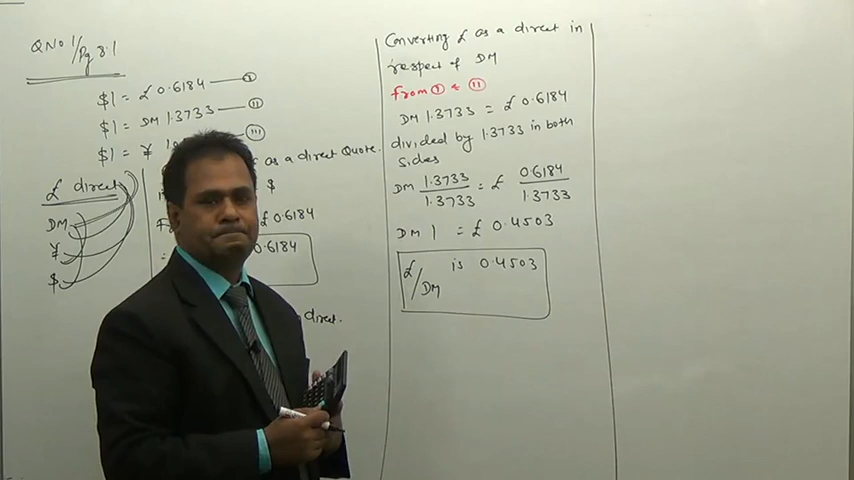 QNo 1/Pg 8.1
$1 = £ 0.6184 — I
$1 = DM 1.3733 — II
$1 = ¥ — III
£ direct
DM
¥
$
as a direct Quote.
$
£ 0.6184
= 0.6184
direct.
Converting £ as a direct in
respect of DM
from I & II
DM 1.3733 = £ 0.6184
divided by 1.3733 in both
sides
DM 1.3733/1.3733 = £ 0.6184/1.3733
DM 1 = £ 0.4503
£/DM is 0.4503